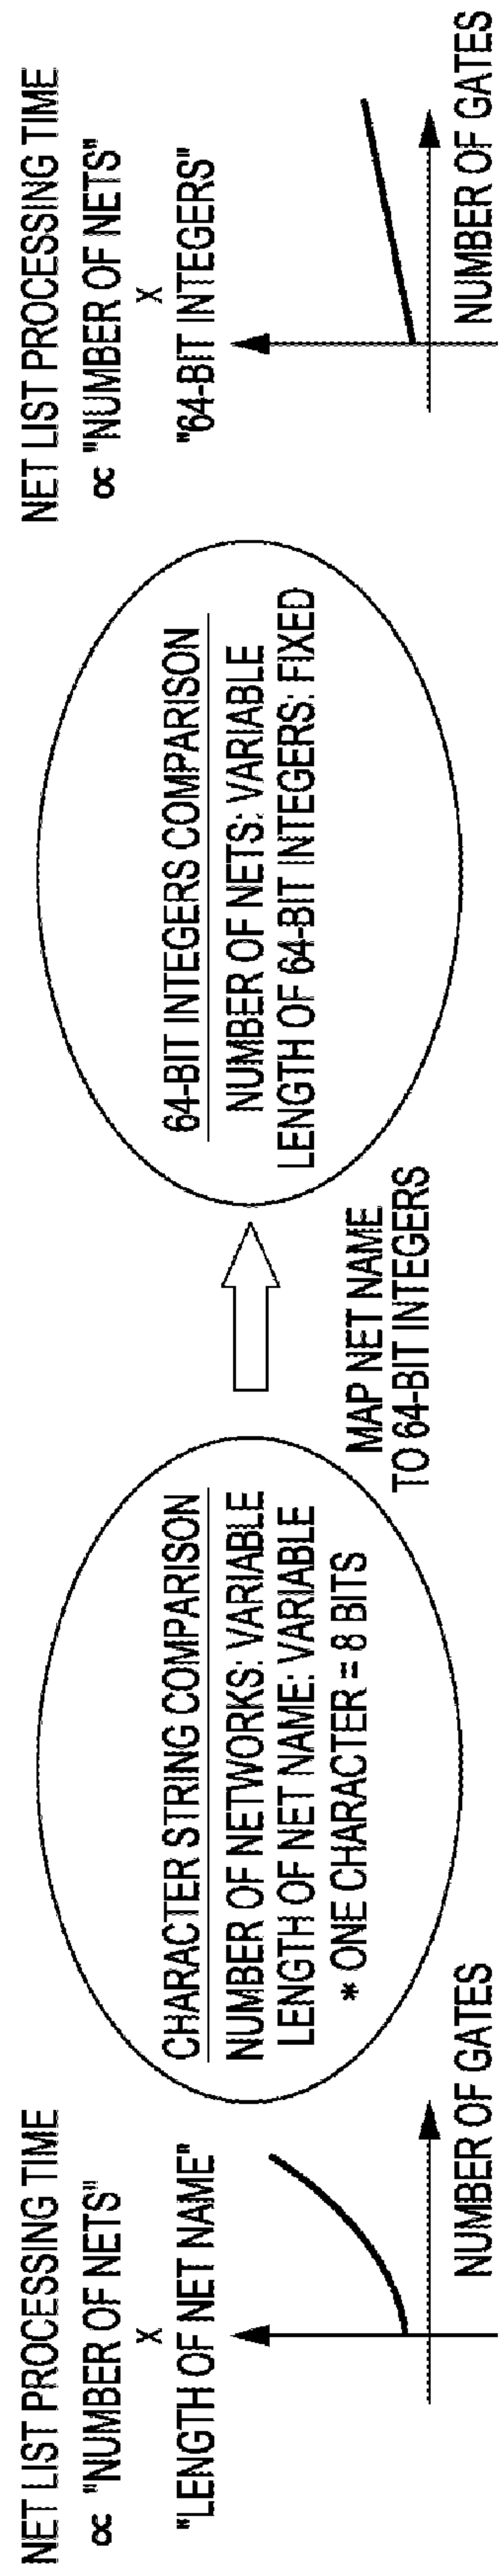 NET LIST PROCESSING TIME
∝ "NUMBER OF NETS"
X
"LENGTH OF NET NAME"
NUMBER OF GATES
CHARACTER STRING COMPARISON
NUMBER OF NETWORKS: VARIABLE
LENGTH OF NET NAME: VARIABLE
* ONE CHARACTER = 8 BITS
MAP NET NAME
TO 64-BIT INTEGERS
64-BIT INTEGERS COMPARISON
NUMBER OF NETS: VARIABLE
LENGTH OF 64-BIT INTEGERS: FIXED
NET LIST PROCESSING TIME
∝ "NUMBER OF NETS"
X
"64-BIT INTEGERS"
NUMBER OF GATES